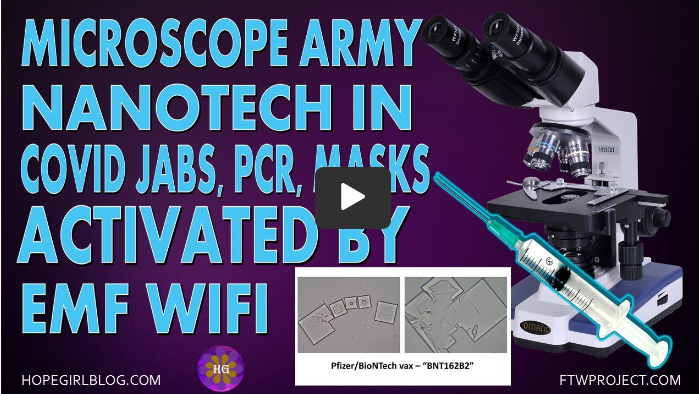 MICROSCOPE ARMY
NANOTECH IN
COVID JABS, PCR, MASKS
ACTIVATED BY
EMF WIFI
Pfizer/BioNTech vax – "BNT162B2"
HOPEGIRLBLOG.COM
HG
FTWPROJECT.COM
OMANO